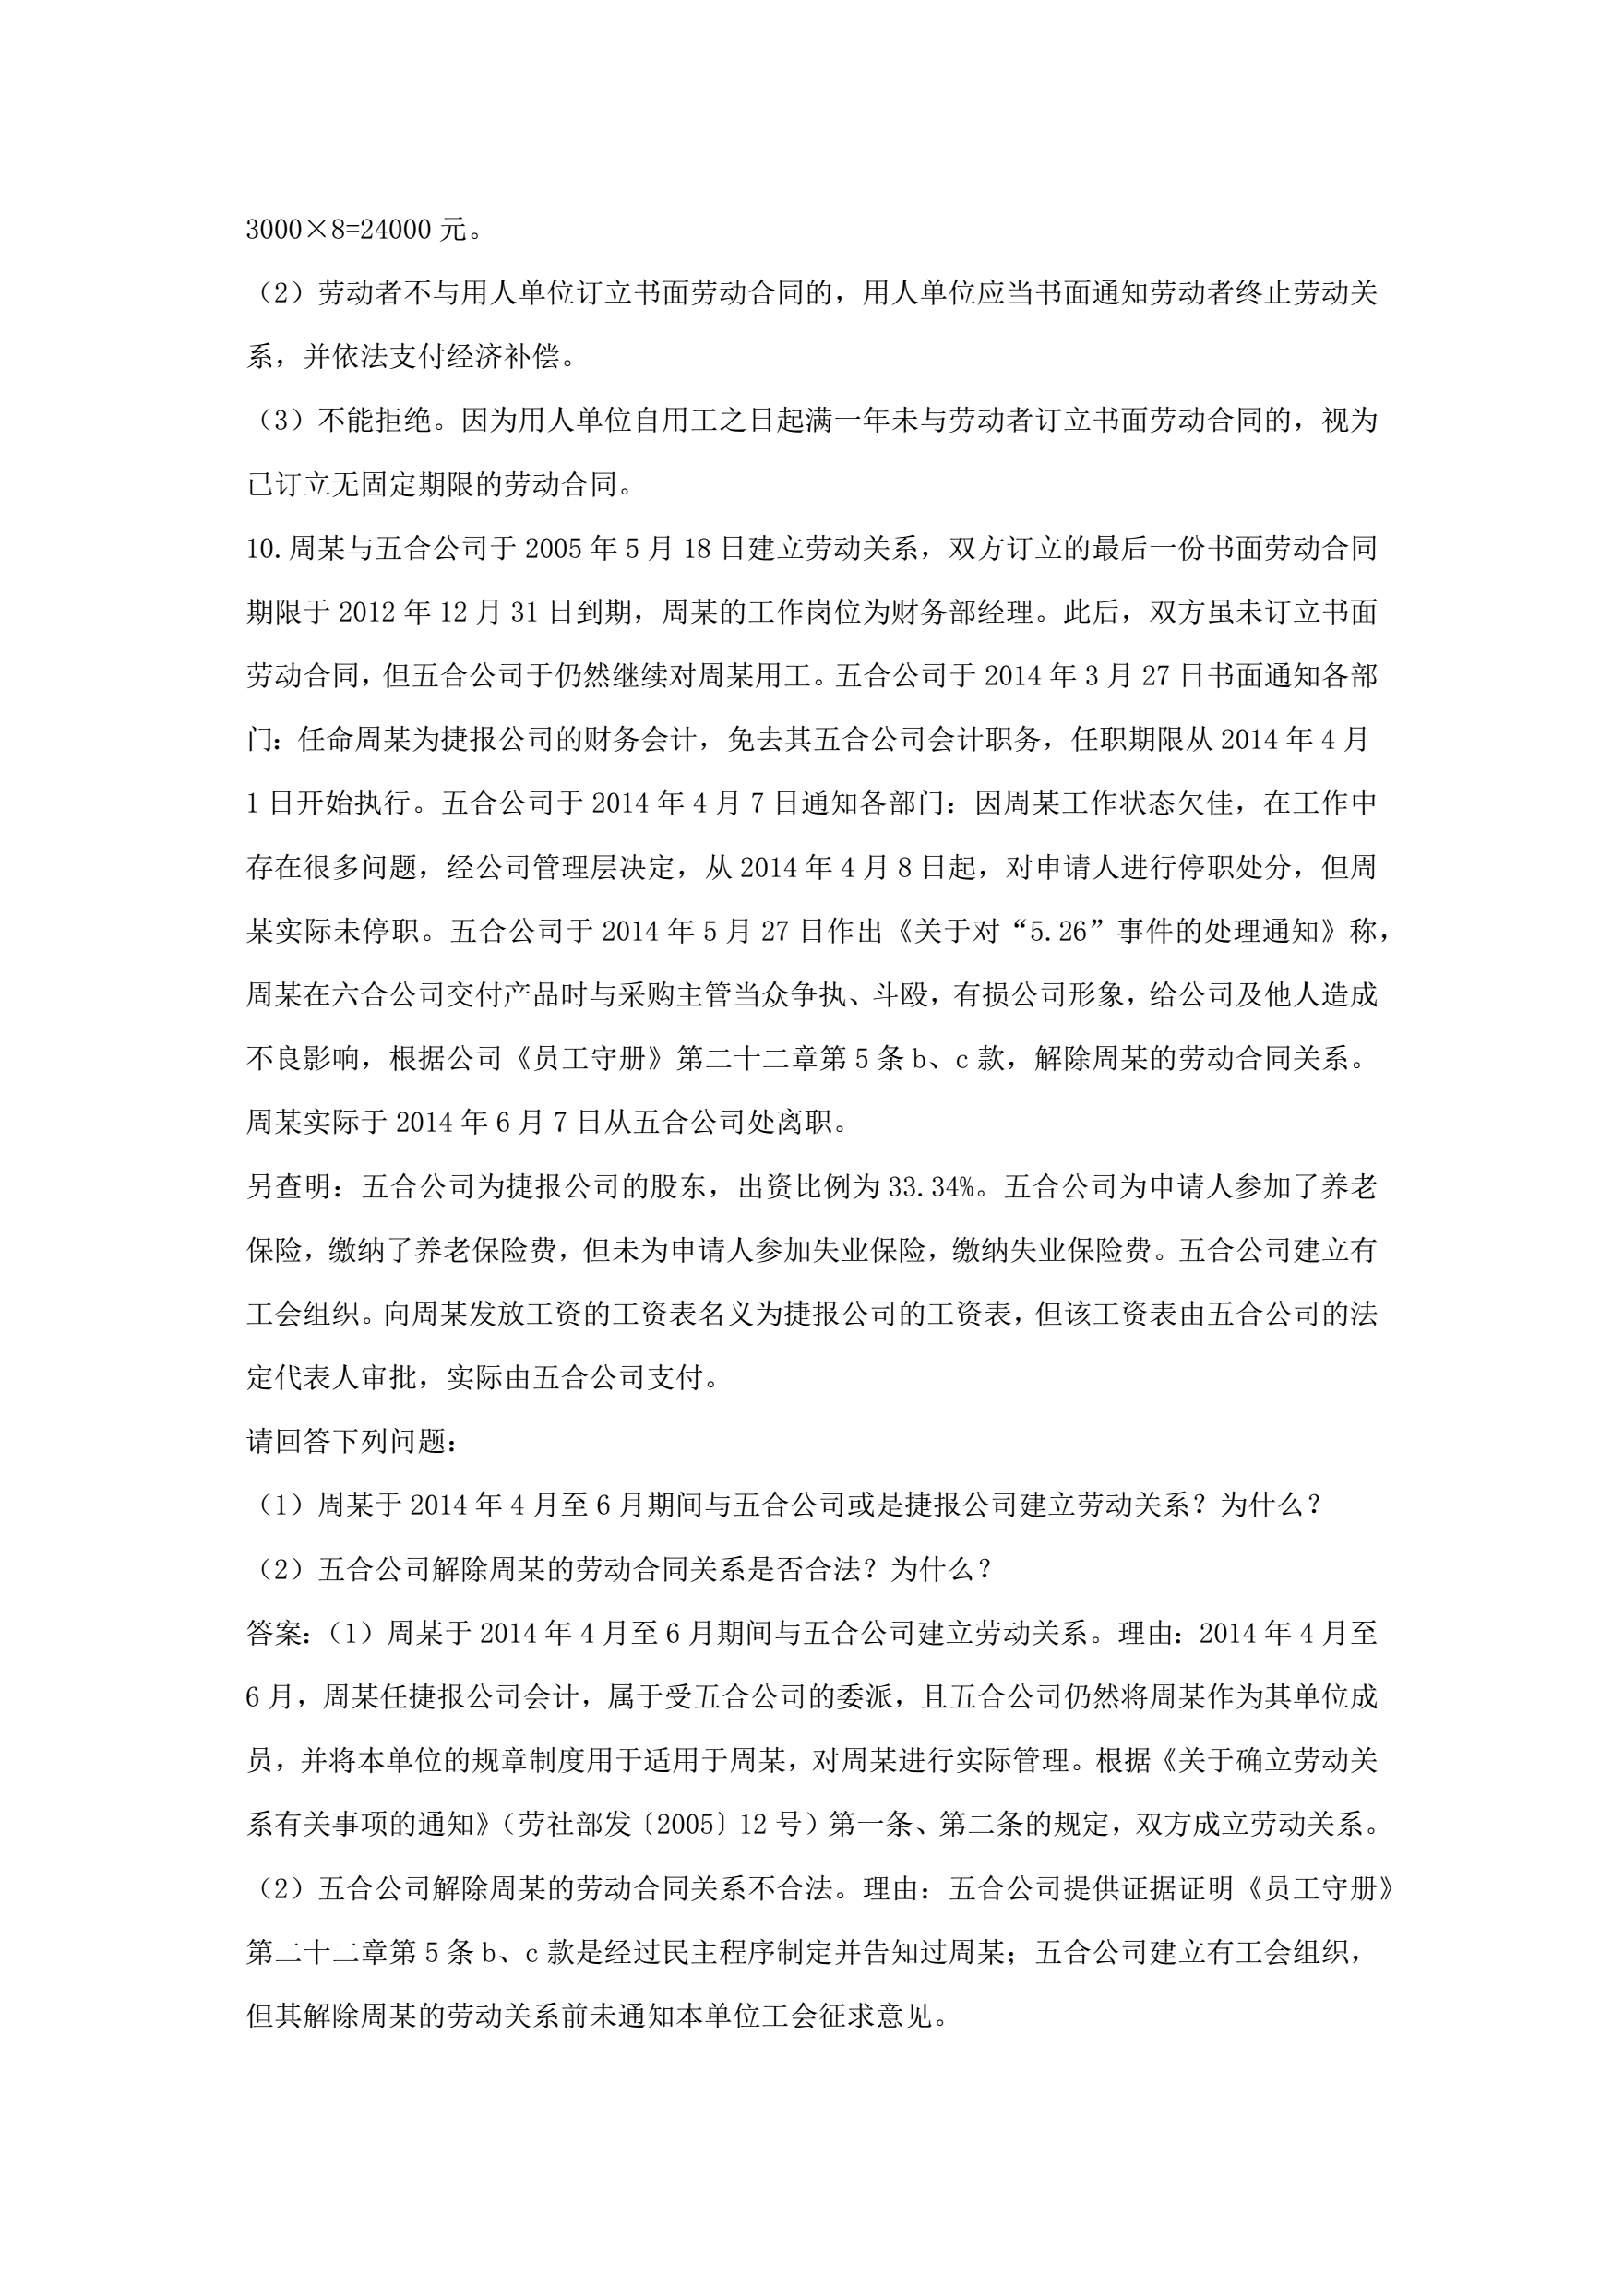 3000×8=24000 元。
（2）劳动者不与用人单位订立书面劳动合同的，用人单位应当书面通知劳动者终止劳动关
系，并依法支付经济补偿。
（3）不能拒绝。因为用人单位自用工之日起满一年未与劳动者订立书面劳动合同的，视为
已订立无固定期限的劳动合同。
10.周某与五合公司于 2005 年 5 月 18 日建立劳动关系，双方订立的最后一份书面劳动合同
期限于 2012 年 12 月 31 日到期，周某的工作岗位为财务部经理。此后，双方虽未订立书面
劳动合同，但五合公司于仍然继续对周某用工。五合公司于 2014 年 3 月 27 日书面通知各部
门：任命周某为捷报公司的财务会计，免去其五合公司会计职务，任职期限从 2014 年 4 月
1 日开始执行。五合公司于 2014 年 4 月 7 日通知各部门：因周某工作状态欠佳，在工作中
存在很多问题，经公司管理层决定，从 2014 年 4 月 8 日起，对申请人进行停职处分，但周
某实际未停职。五合公司于 2014 年 5 月 27 日作出《关于对“5.26”事件的处理通知》称，
周某在六合公司交付产品时与采购主管当众争执、斗殴，有损公司形象，给公司及他人造成
不良影响，根据公司《员工守册》第二十二章第 5 条 b、c 款，解除周某的劳动合同关系。
周某实际于 2014 年 6 月 7 日从五合公司处离职。
另查明：五合公司为捷报公司的股东，出资比例为 33.34%。五合公司为申请人参加了养老
保险，缴纳了养老保险费，但未为申请人参加失业保险，缴纳失业保险费。五合公司建立有
工会组织。向周某发放工资的工资表名义为捷报公司的工资表，但该工资表由五合公司的法
定代表人审批，实际由五合公司支付。
请回答下列问题：
（1）周某于 2014 年 4 月至 6 月期间与五合公司或是捷报公司建立劳动关系？为什么？
（2）五合公司解除周某的劳动合同关系是否合法？为什么？
答案：（1）周某于 2014 年 4 月至 6 月期间与五合公司建立劳动关系。理由：2014 年 4 月至
6 月，周某任捷报公司会计，属于受五合公司的委派，且五合公司仍然将周某作为其单位成
员，并将本单位的规章制度用于适用于周某，对周某进行实际管理。根据《关于确立劳动关
系有关事项的通知》（劳社部发〔2005〕12 号）第一条、第二条的规定，双方成立劳动关系。
（2）五合公司解除周某的劳动合同关系不合法。理由：五合公司提供证据证明《员工守册》
第二十二章第 5 条 b、c 款是经过民主程序制定并告知过周某；五合公司建立有工会组织，
但其解除周某的劳动关系前未通知本单位工会征求意见。